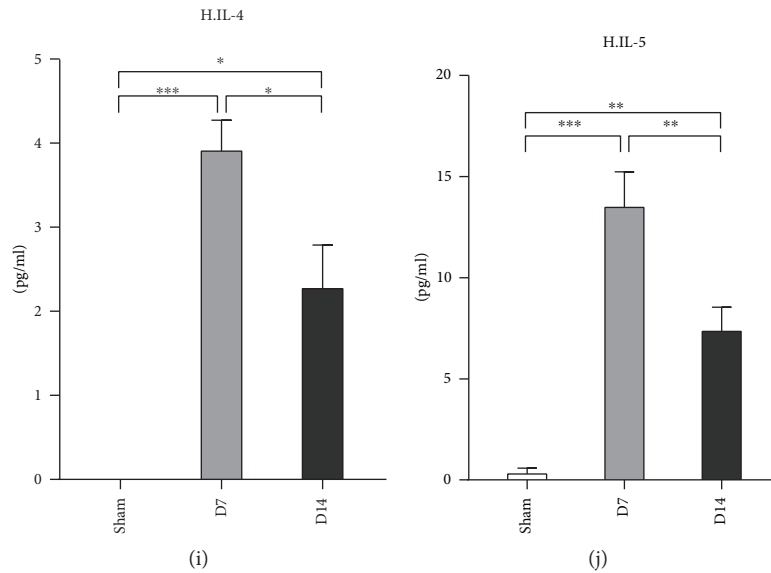 H.IL-4
5
4
3
2
1
0
(pg/ml)
*
***
*
Sham
D7
D14
(i)
H.IL-5
20
15
10
5
0
(pg/ml)
**
***
**
Sham
D7
D14
(j)